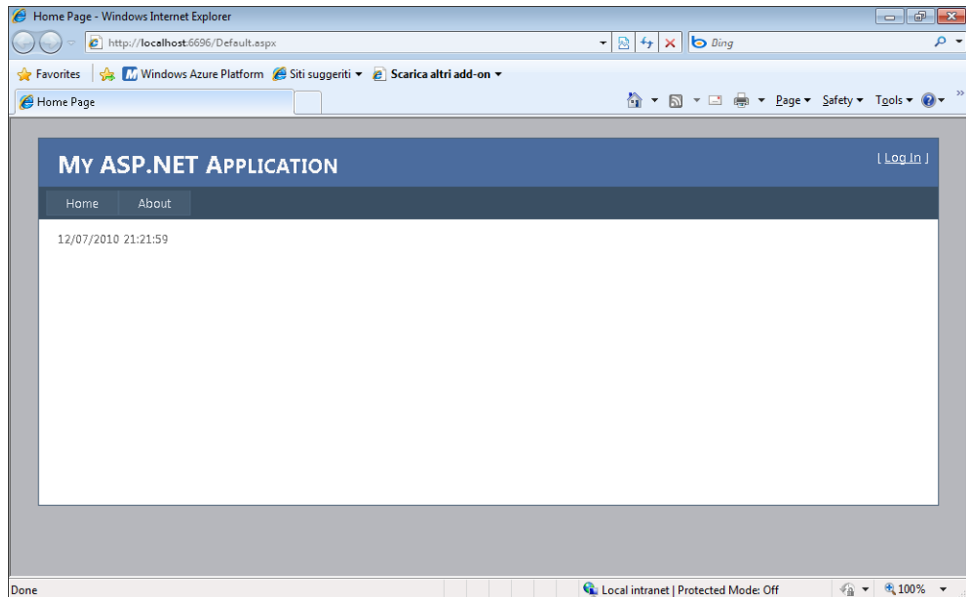 Home Page - Windows Internet Explorer
http://localhost:6696/Default.aspx
Bing
Favorites
Windows Azure Platform
Siti suggeriti
Scarica altri add-on
Home Page
Page
Safety
Tools
»
MY ASP.NET APPLICATION
[ Log In ]
Home
About
12/07/2010 21:21:59
Done
Local intranet | Protected Mode: Off
100%